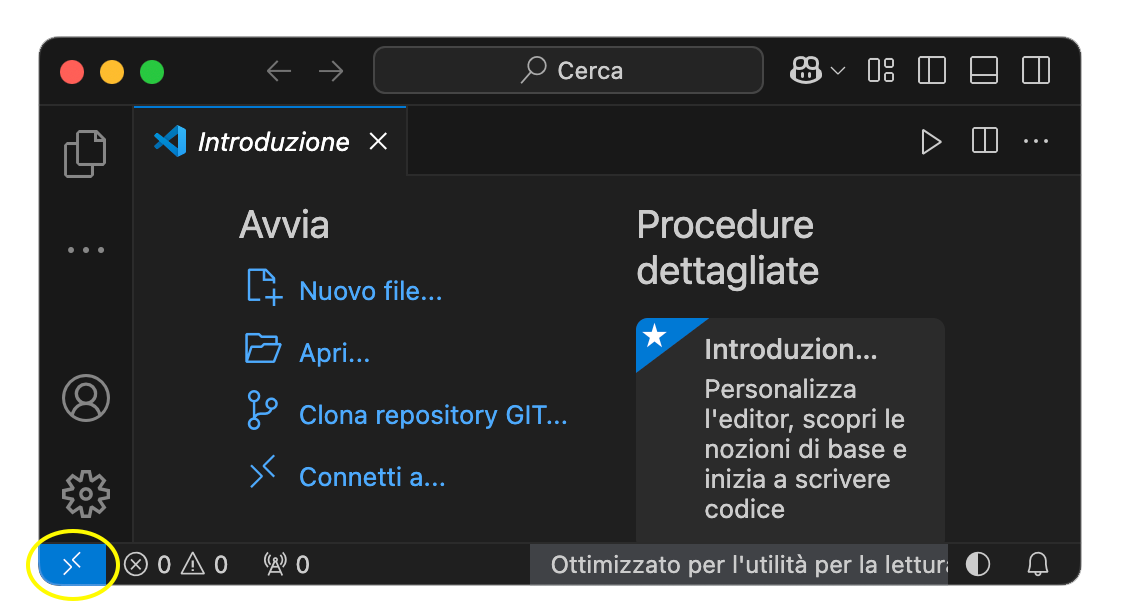 Cerca
Introduzione
Avvia
Nuovo file...
Apri...
Clona repository GIT...
Connetti a...
Procedure
dettagliate
Introduzion...
Personalizza
l'editor, scopri le
nozioni di base e
inizia a scrivere
codice
0 0 0
Ottimizzato per l'utilità per la lettura